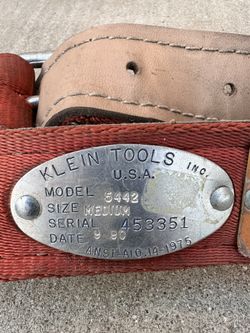 KLEIN TOOLS INC.
U.S.A.
MODEL 5442
SIZE MEDIUM
SERIAL 453351
DATE 9 80
ANSI A10.14-1975